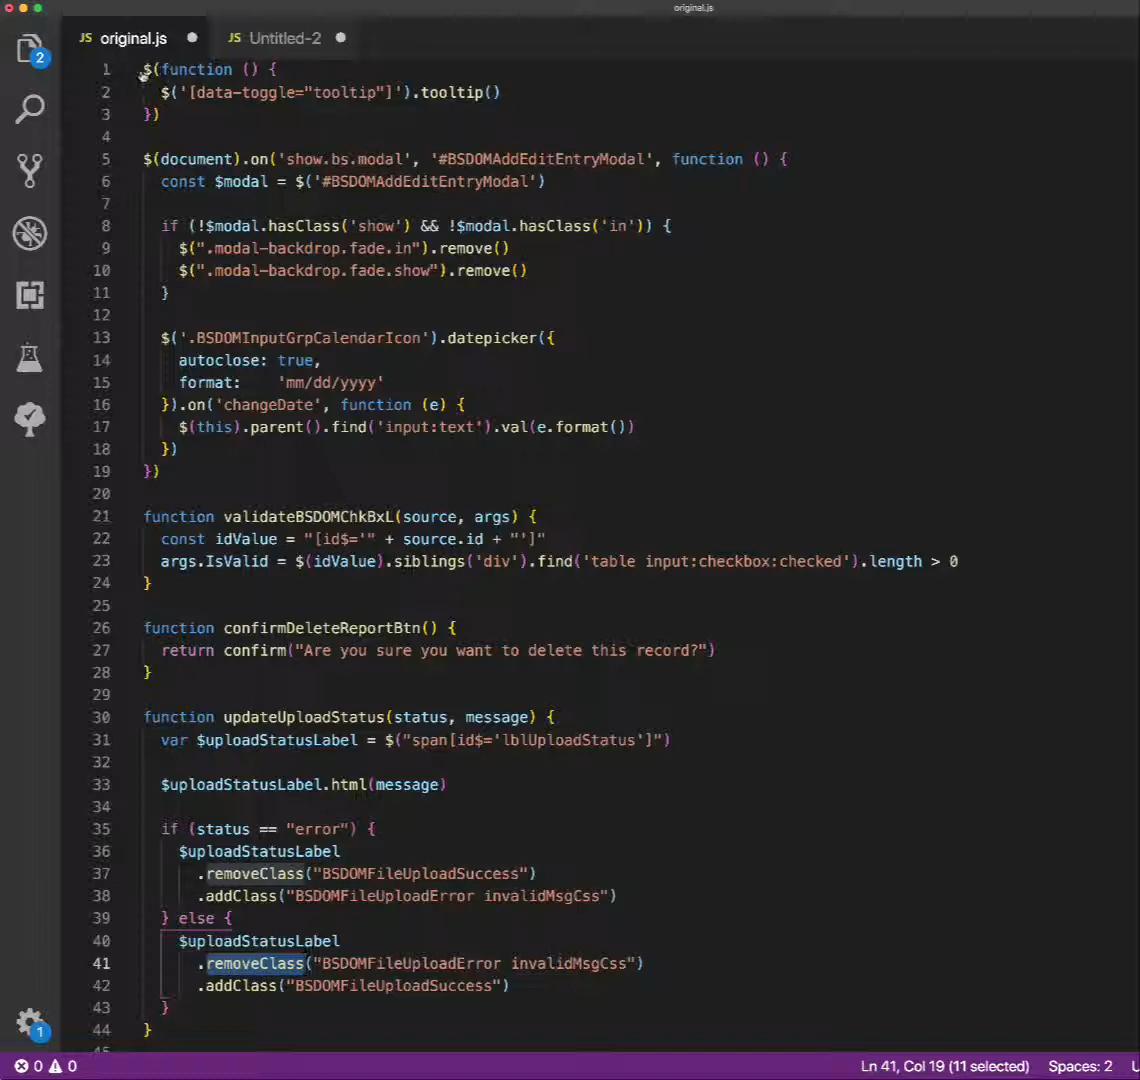 original.js
JS original.js JS Untitled-2
2
1 $(function () {
2 $('[data-toggle="tooltip"]').tooltip()
3 })
4
5 $(document).on('show.bs.modal', '#BSDOMAddEditEntryModal', function () {
6 const $modal = $('#BSDOMAddEditEntryModal')
7
8 if (!$modal.hasClass('show') && !$modal.hasClass('in')) {
9 $(".modal-backdrop.fade.in").remove()
10 $(".modal-backdrop.fade.show").remove()
11 }
12
13 $('.BSDOMInputGrpCalendarIcon').datepicker({
14 autoclose: true,
15 format: 'mm/dd/yyyy'
16 }).on('changeDate', function (e) {
17 $(this).parent().find('input:text').val(e.format())
18 })
19 })
20
21 function validateBSDOMChkBxL(source, args) {
22 const idValue = "[id$='" + source.id + "']"
23 args.IsValid = $(idValue).siblings('div').find('table input:checkbox:checked').length > 0
24 }
25
26 function confirmDeleteReportBtn() {
27 return confirm("Are you sure you want to delete this record?")
28 }
29
30 function updateUploadStatus(status, message) {
31 var $uploadStatusLabel = $("span[id$='lblUploadStatus']")
32
33 $uploadStatusLabel.html(message)
34
35 if (status == "error") {
36 $uploadStatusLabel
37 .removeClass("BSDOMFileUploadSuccess")
38 .addClass("BSDOMFileUploadError invalidMsgCss")
39 } else {
40 $uploadStatusLabel
41 .removeClass("BSDOMFileUploadError invalidMsgCss")
42 .addClass("BSDOMFileUploadSuccess")
43 }
44 }
1
0 0 Ln 41, Col 19 (11 selected) Spaces: 2